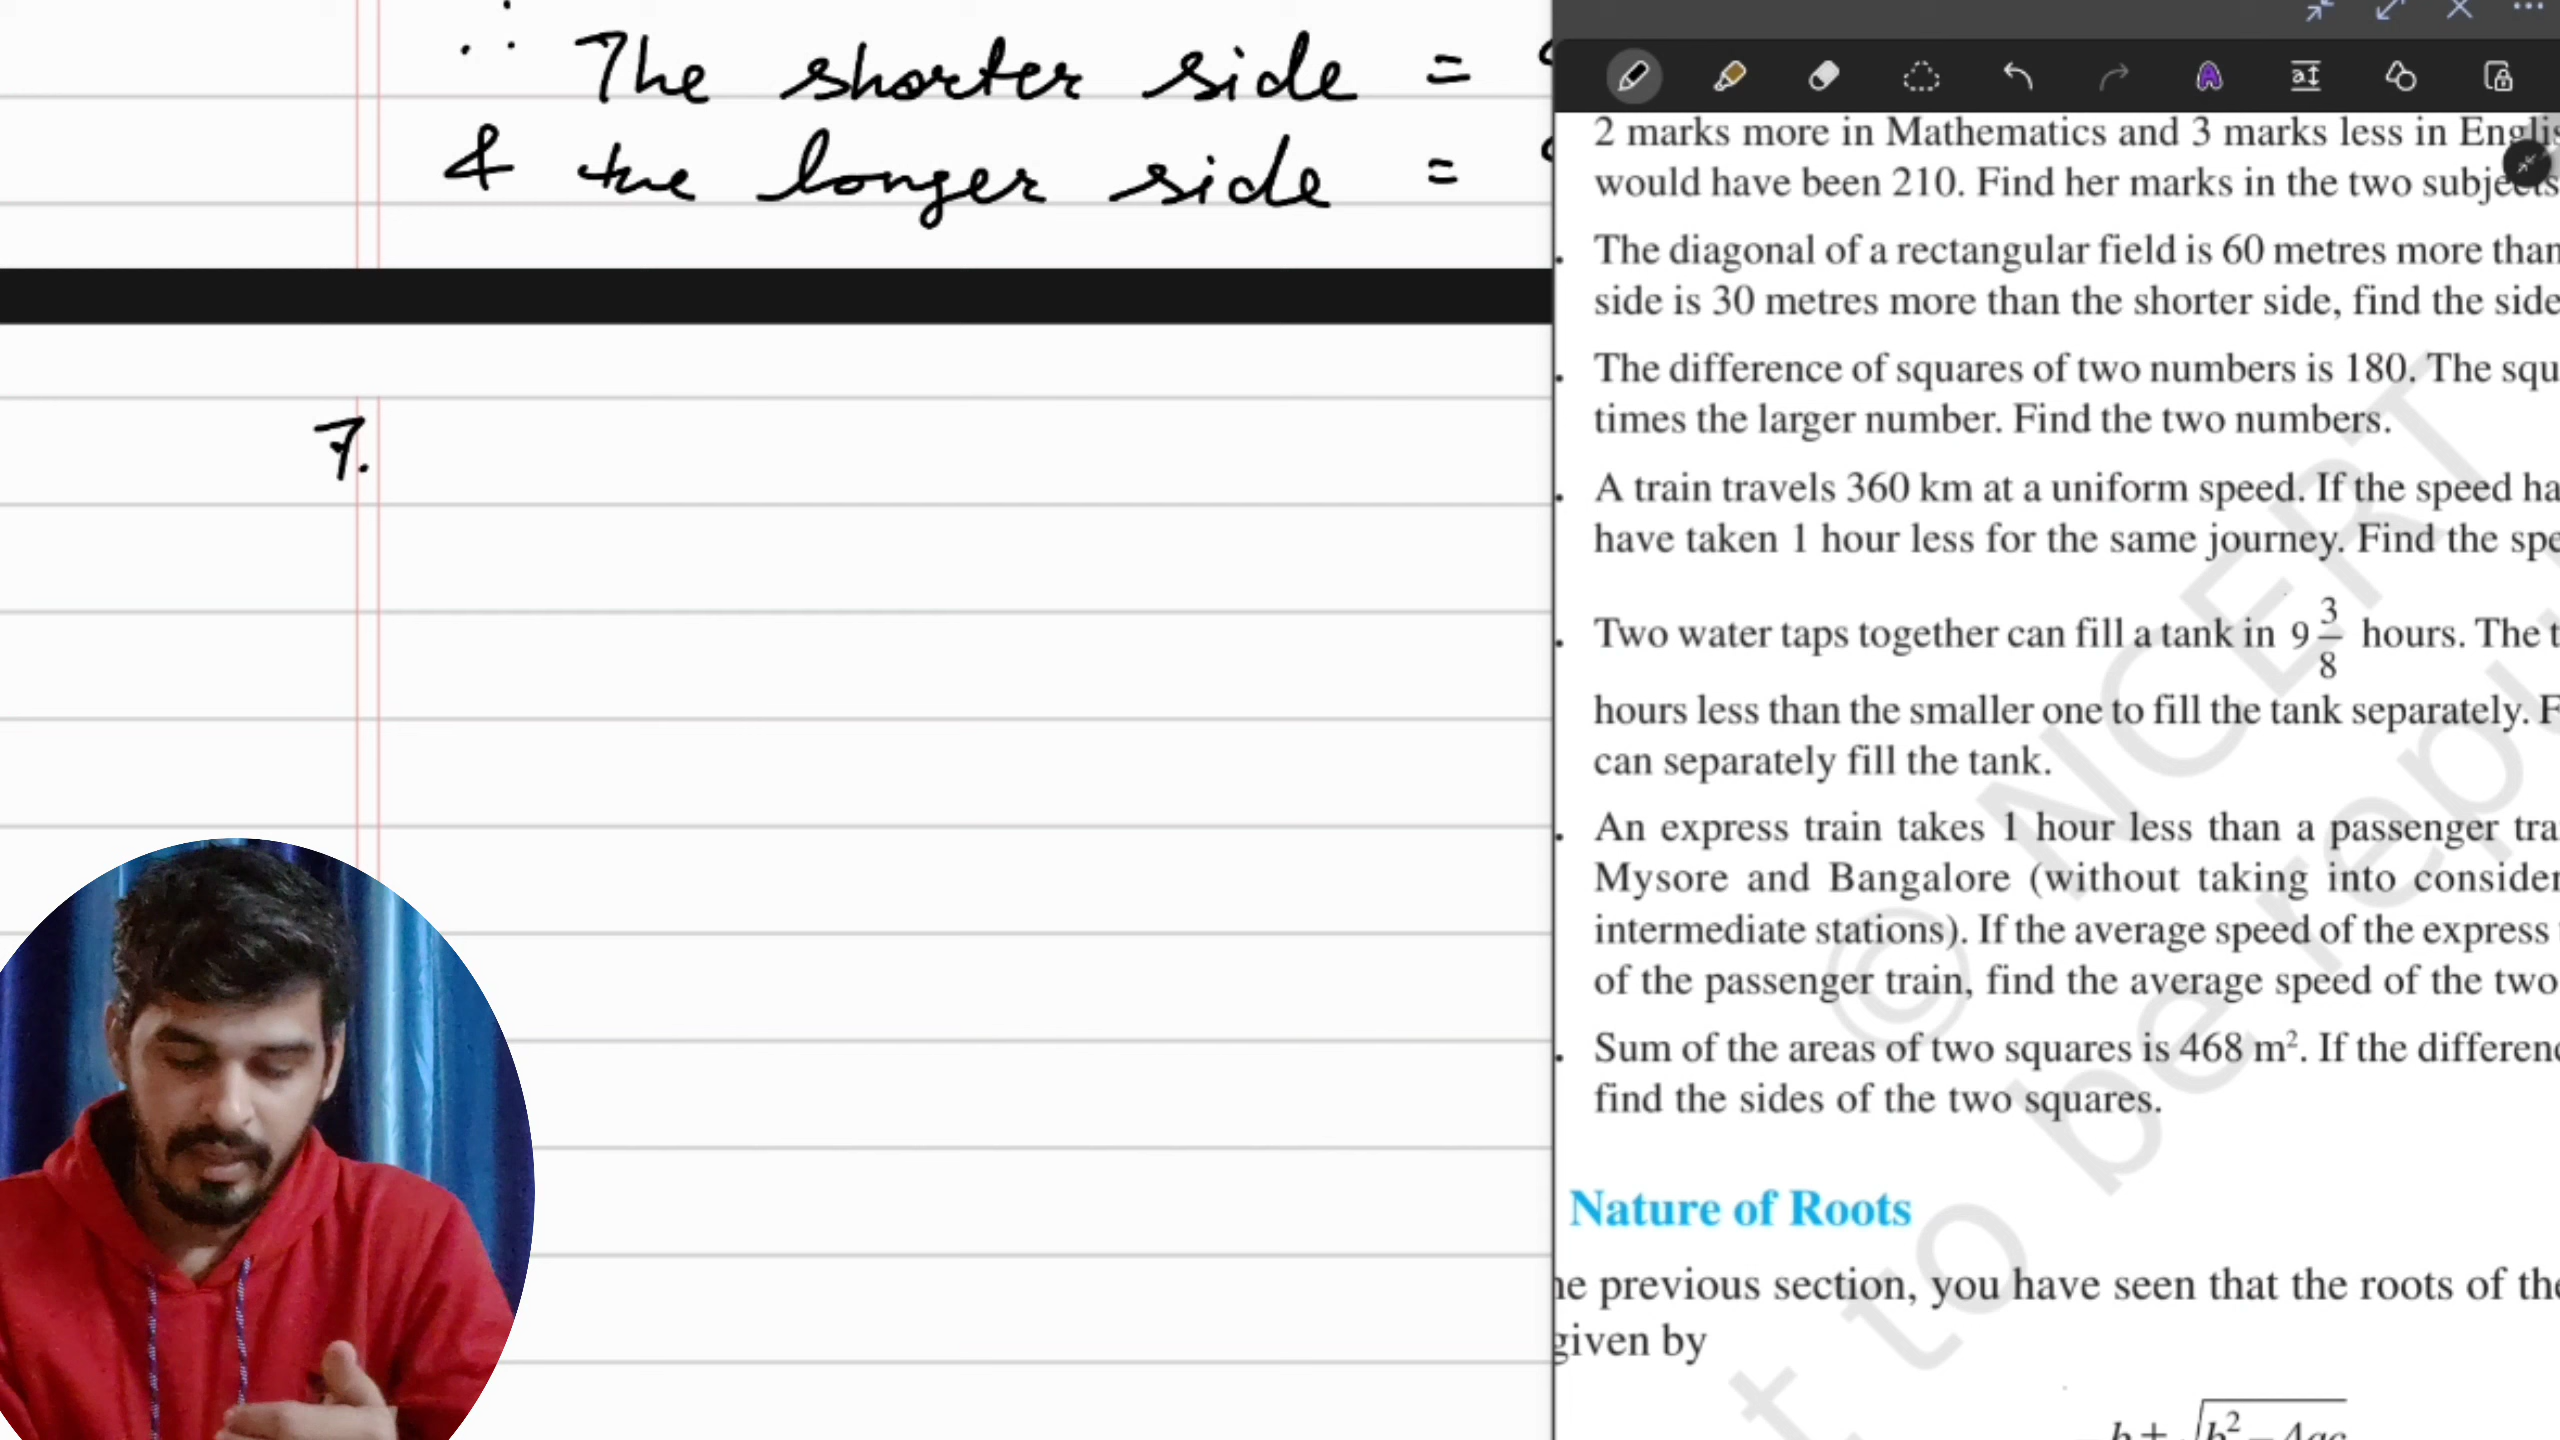 ∴ The shorter side =
& the longer side =
7.
2 marks more in Mathematics and 3 marks less in Englis
would have been 210. Find her marks in the two subjects
. The diagonal of a rectangular field is 60 metres more than
side is 30 metres more than the shorter side, find the side
. The difference of squares of two numbers is 180. The squ
times the larger number. Find the two numbers.
. A train travels 360 km at a uniform speed. If the speed ha
have taken 1 hour less for the same journey. Find the spe
. Two water taps together can fill a tank in 9 3/8 hours. The t
hours less than the smaller one to fill the tank separately. F
can separately fill the tank.
. An express train takes 1 hour less than a passenger tra
Mysore and Bangalore (without taking into consider
intermediate stations). If the average speed of the express
of the passenger train, find the average speed of the two
. Sum of the areas of two squares is 468 m². If the differenc
find the sides of the two squares.
Nature of Roots
he previous section, you have seen that the roots of the
given by
© NCERT
t to be repu